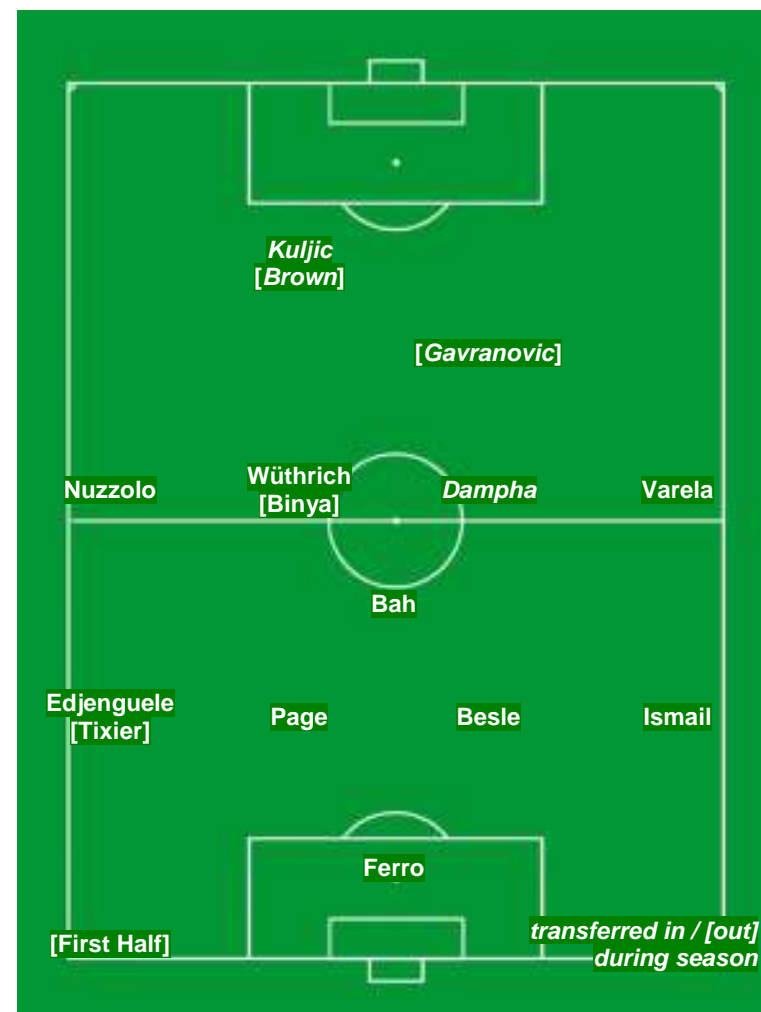 Kuljic
[Brown]
[Gavranovic]
Nuzzolo
Wüthrich
[Binya]
Dampha
Varela
Bah
Edjenguele
[Tixier]
Page
Besle
Ismail
Ferro
[First Half]
transferred in / [out]
during season